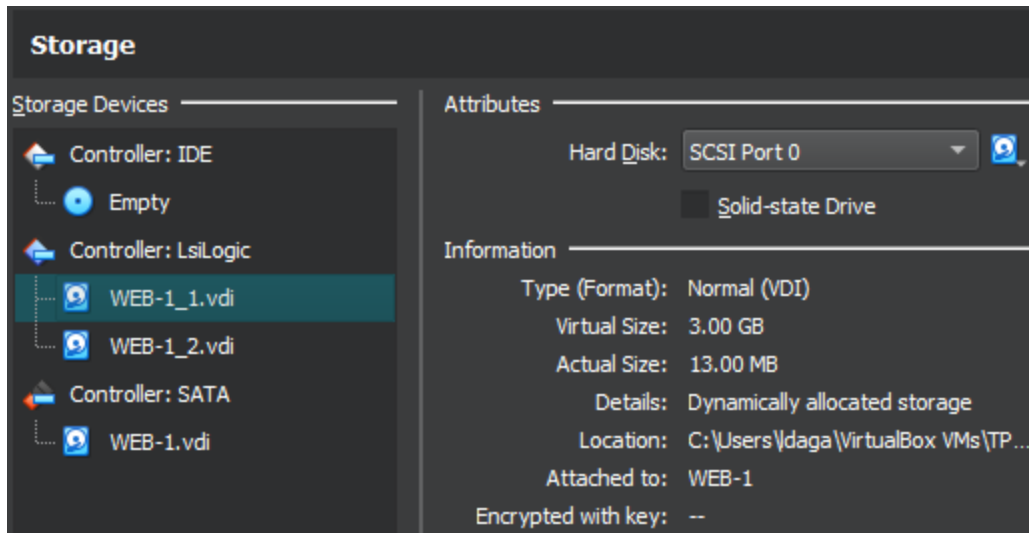 Storage
Storage Devices
Controller: IDE
Empty
Controller: LsiLogic
WEB-1_1.vdi
WEB-1_2.vdi
Controller: SATA
WEB-1.vdi
Attributes
Hard Disk: SCSI Port 0
Solid-state Drive
Information
Type (Format): Normal (VDI)
Virtual Size: 3.00 GB
Actual Size: 13.00 MB
Details: Dynamically allocated storage
Location: C:\Users\ldaga\VirtualBox VMs\TP...
Attached to: WEB-1
Encrypted with key: --